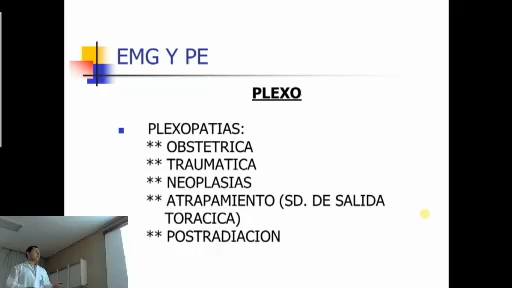 EMG Y PE
PLEXO
PLEXOPATIAS:
** OBSTETRICA
** TRAUMATICA
** NEOPLASIAS
** ATRAPAMIENTO (SD. DE SALIDA
TORACICA)
** POSTRADIACION